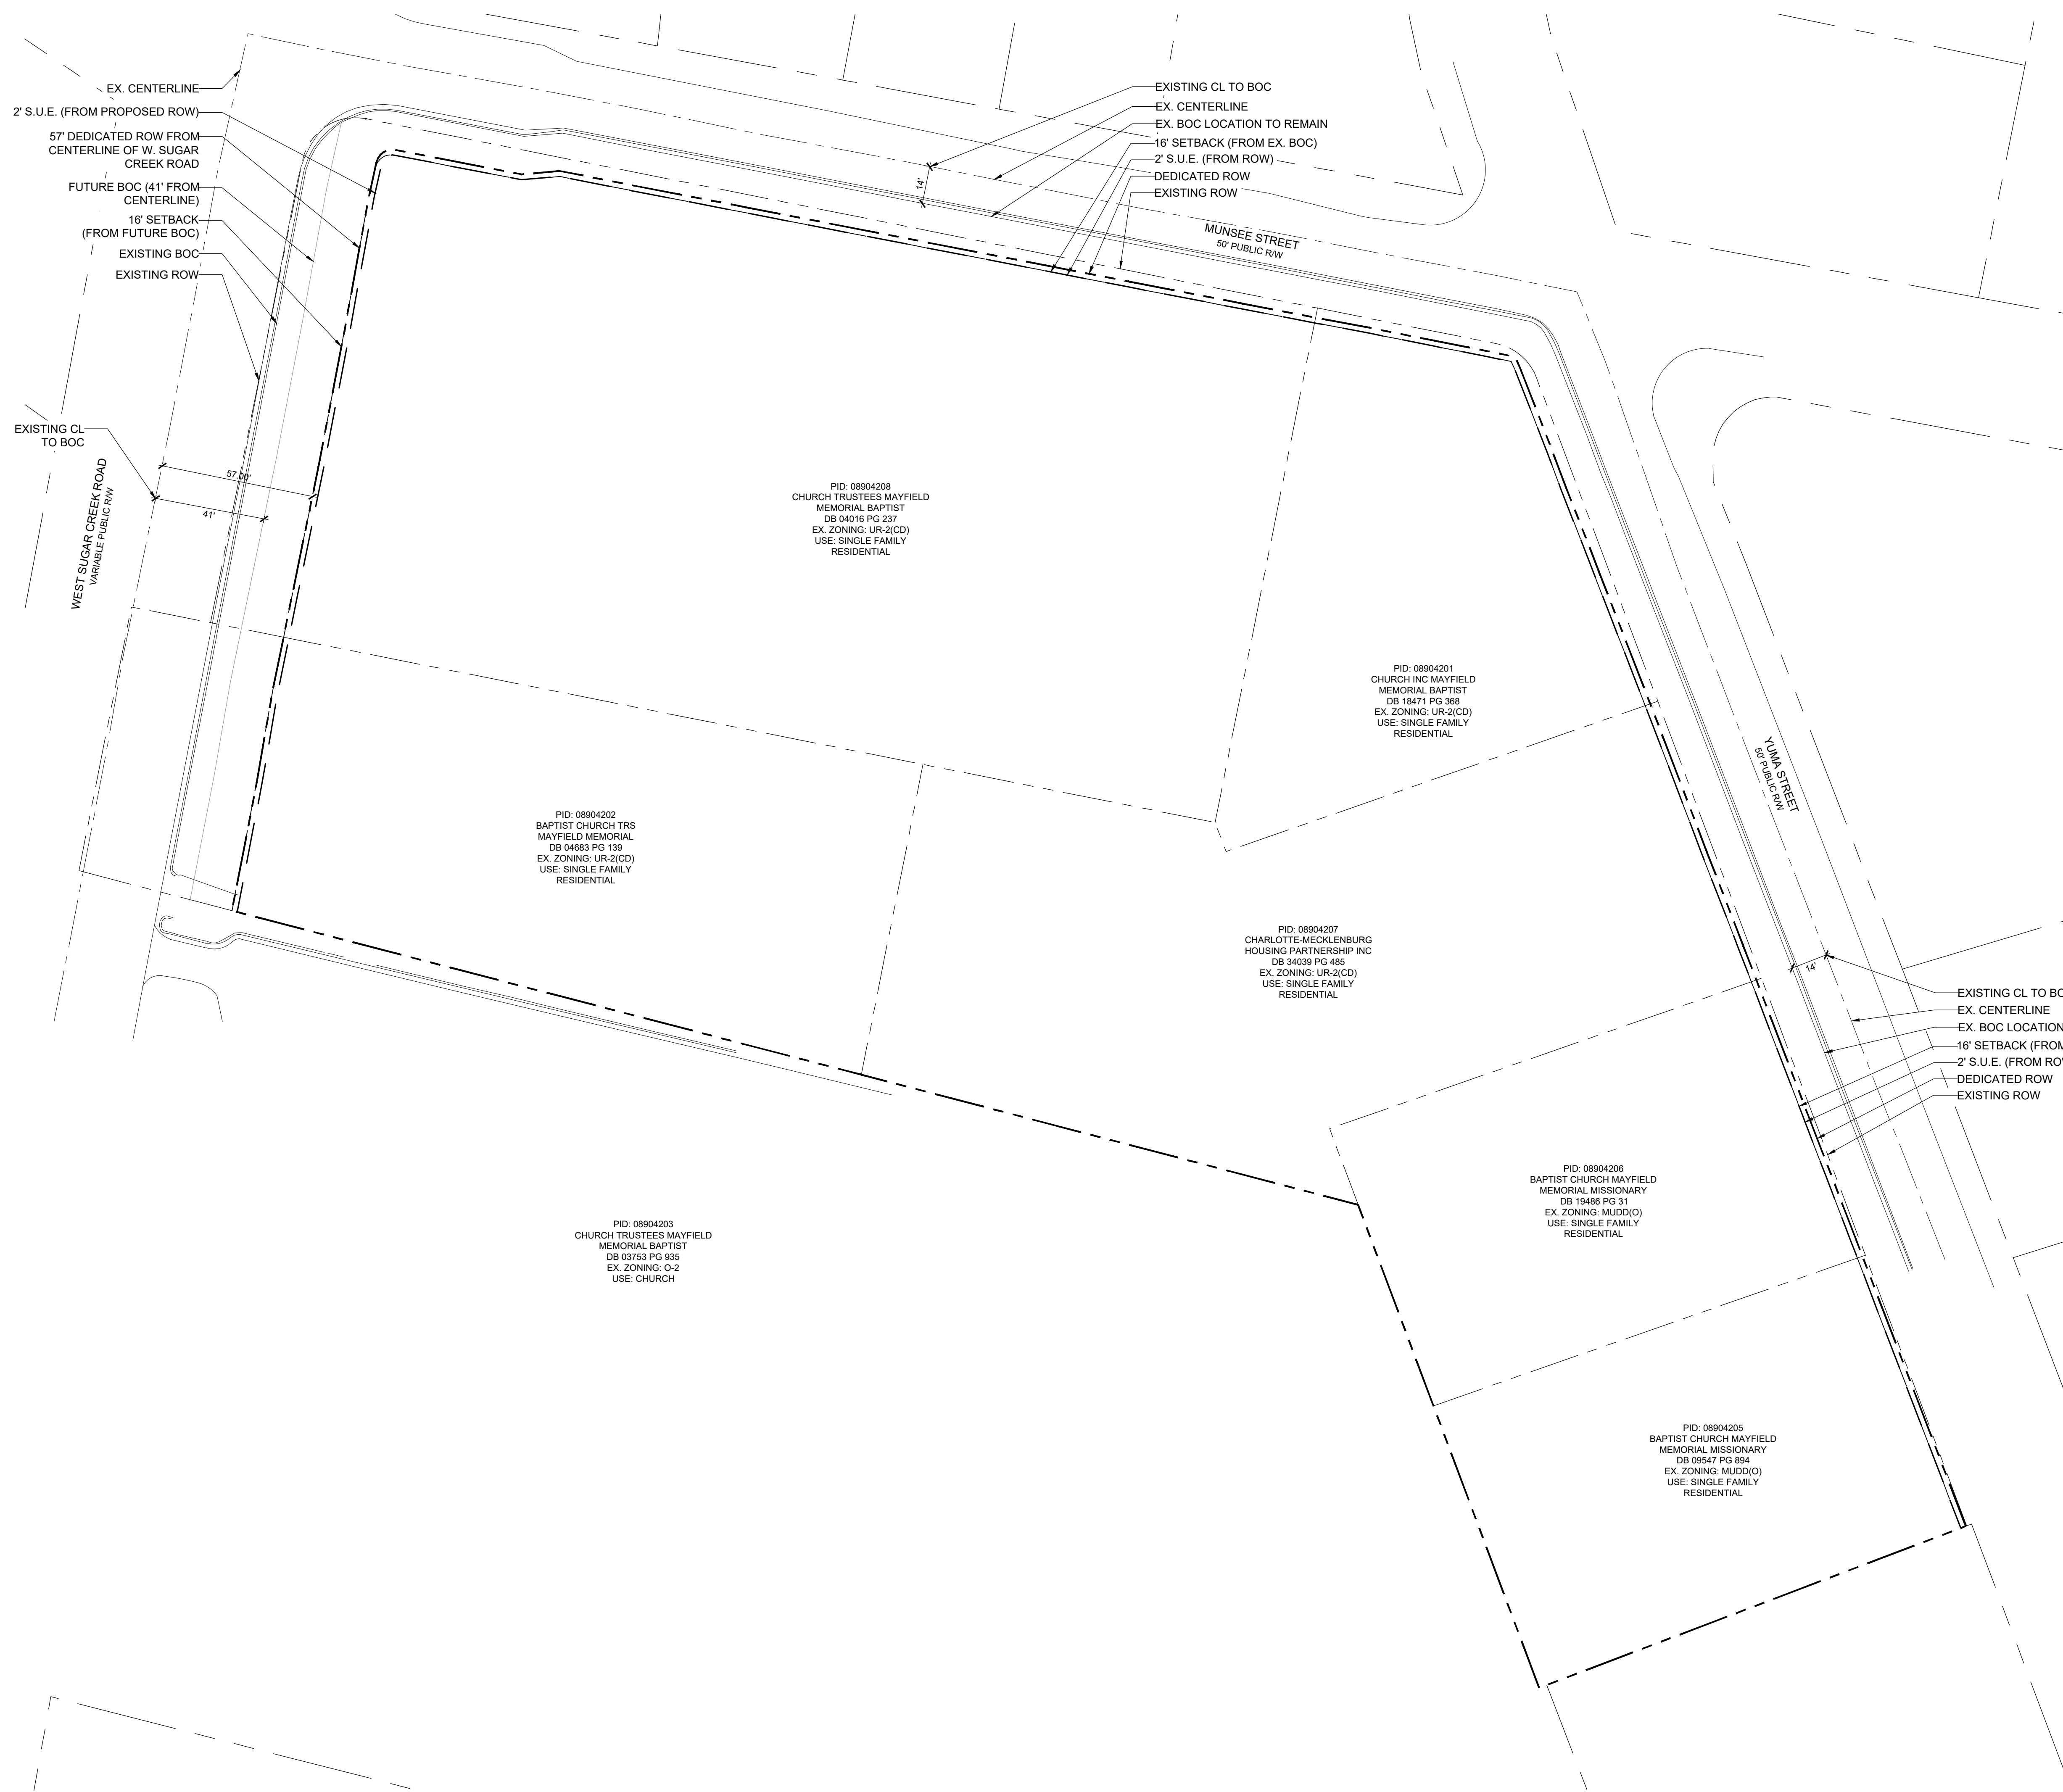 EX. CENTERLINE
2' S.U.E. (FROM PROPOSED ROW)
57' DEDICATED ROW FROM
CENTERLINE OF W. SUGAR
CREEK ROAD
FUTURE BOC (41' FROM
CENTERLINE)
16' SETBACK
(FROM FUTURE BOC)
EXISTING BOC
EXISTING ROW
EXISTING CL
TO BOC
57.00'
41'
WEST SUGAR CREEK ROAD
VARIABLE PUBLIC R/W
EXISTING CL TO BOC
EX. CENTERLINE
EX. BOC LOCATION TO REMAIN
16' SETBACK (FROM EX. BOC)
2' S.U.E. (FROM ROW)
DEDICATED ROW
EXISTING ROW
14'
MUNSEE STREET
50' PUBLIC R/W
PID: 08904208
CHURCH TRUSTEES MAYFIELD
MEMORIAL BAPTIST
DB 04016 PG 237
EX. ZONING: UR-2(CD)
USE: SINGLE FAMILY
RESIDENTIAL
PID: 08904201
CHURCH INC MAYFIELD
MEMORIAL BAPTIST
DB 18471 PG 368
EX. ZONING: UR-2(CD)
USE: SINGLE FAMILY
RESIDENTIAL
YUMA STREET
50' PUBLIC R/W
PID: 08904202
BAPTIST CHURCH TRS
MAYFIELD MEMORIAL
DB 04683 PG 139
EX. ZONING: UR-2(CD)
USE: SINGLE FAMILY
RESIDENTIAL
PID: 08904207
CHARLOTTE-MECKLENBURG
HOUSING PARTNERSHIP INC
DB 34039 PG 485
EX. ZONING: UR-2(CD)
USE: SINGLE FAMILY
RESIDENTIAL
14'
EXISTING CL TO BO
EX. CENTERLINE
EX. BOC LOCATION
16' SETBACK (FROM
2' S.U.E. (FROM RO
DEDICATED ROW
EXISTING ROW
PID: 08904206
BAPTIST CHURCH MAYFIELD
MEMORIAL MISSIONARY
DB 19486 PG 31
EX. ZONING: MUDD(O)
USE: SINGLE FAMILY
RESIDENTIAL
PID: 08904203
CHURCH TRUSTEES MAYFIELD
MEMORIAL BAPTIST
DB 03753 PG 935
EX. ZONING: O-2
USE: CHURCH
PID: 08904205
BAPTIST CHURCH MAYFIELD
MEMORIAL MISSIONARY
DB 09547 PG 894
EX. ZONING: MUDD(O)
USE: SINGLE FAMILY
RESIDENTIAL